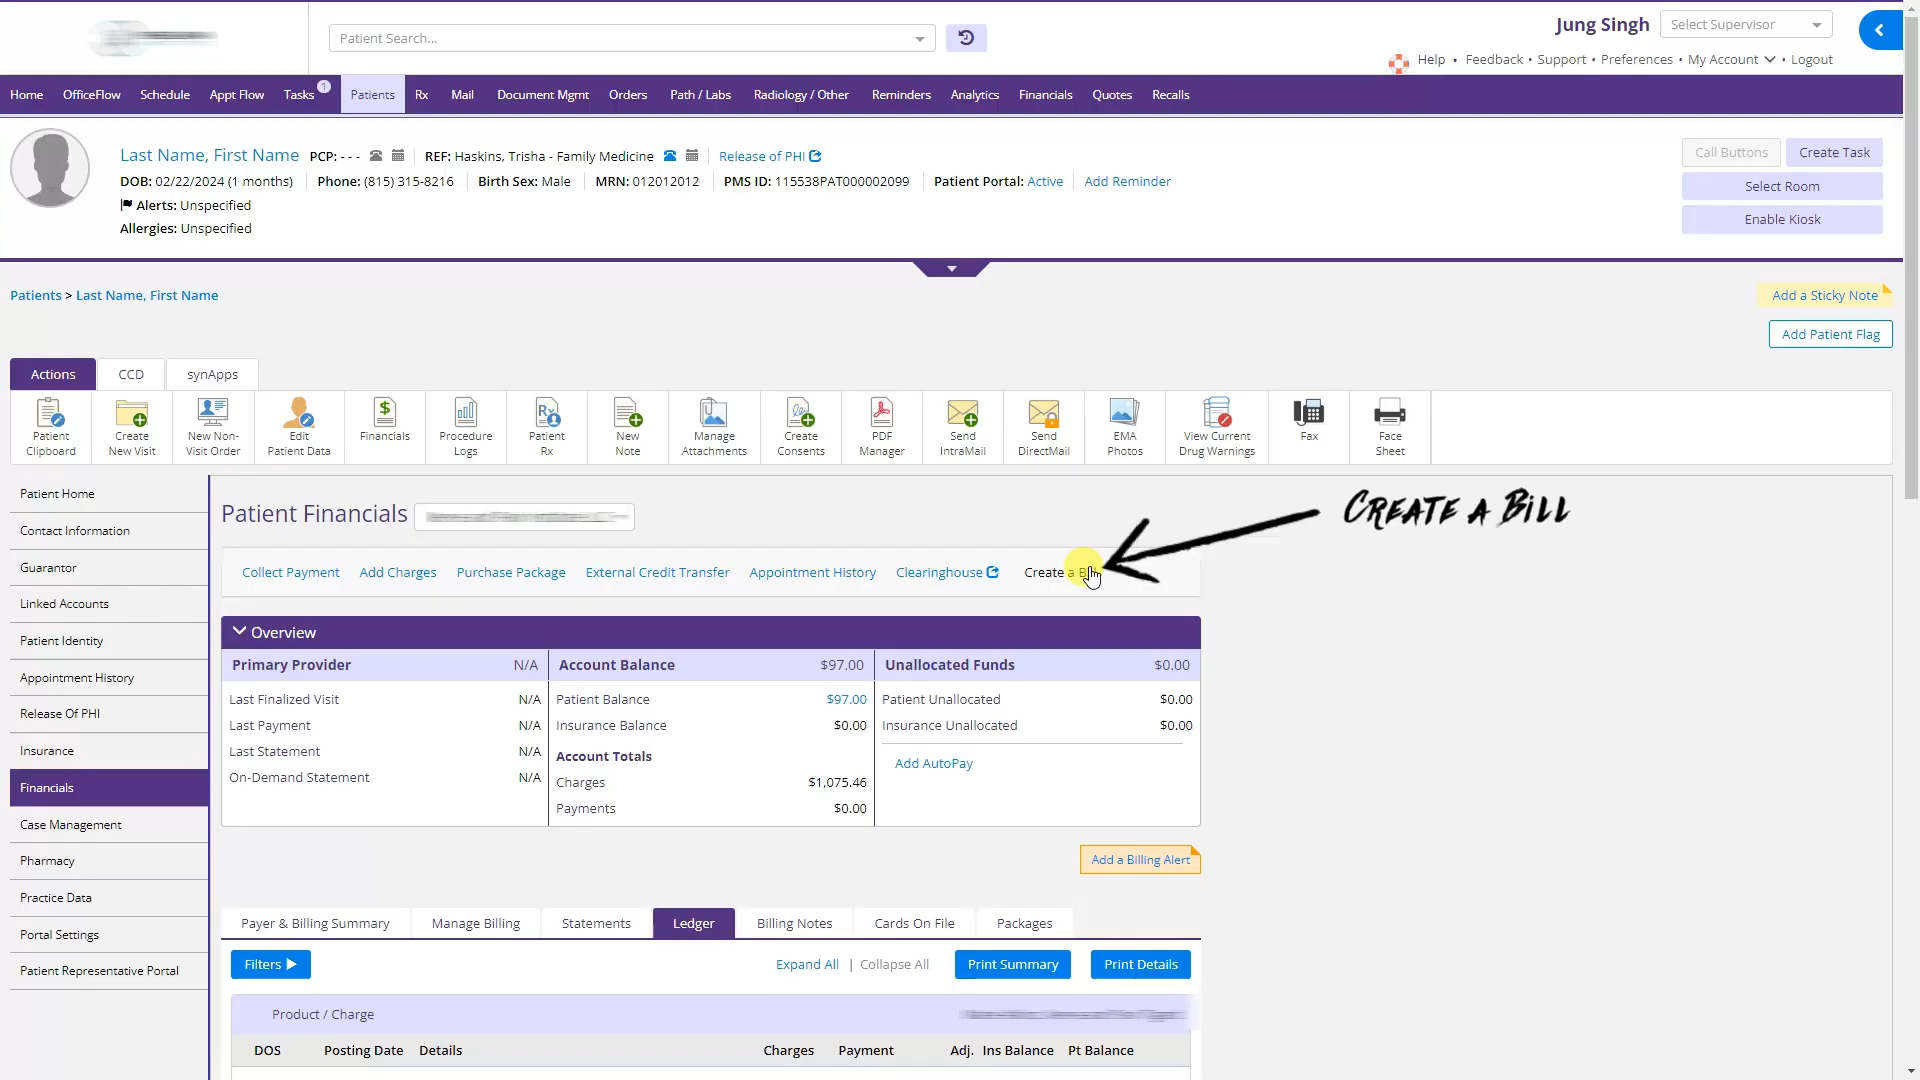 Patient Search...
Jung Singh
Select Supervisor
Help • Feedback • Support • Preferences • My Account • Logout
Home OfficeFlow Schedule Appt Flow Tasks 1 Patients Rx Mail Document Mgmt Orders Path / Labs Radiology / Other Reminders Analytics Financials Quotes Recalls
Last Name, First Name PCP: - - - REF: Haskins, Trisha - Family Medicine Release of PHI
DOB: 02/22/2024 (1 months) Phone: (815) 315-8216 Birth Sex: Male MRN: 012012012 PMS ID: 115538PAT000002099 Patient Portal: Active Add Reminder
Alerts: Unspecified
Allergies: Unspecified
Call Buttons Create Task
Select Room
Enable Kiosk
Patients > Last Name, First Name
Add a Sticky Note
Add Patient Flag
Actions CCD synApps
Patient Clipboard
Create New Visit
New Non-Visit Order
Edit Patient Data
Financials
Procedure Logs
Patient Rx
New Note
Manage Attachments
Create Consents
PDF Manager
Send IntraMail
Send DirectMail
EMA Photos
View Current Drug Warnings
Fax
Face Sheet
Patient Home
Contact Information
Guarantor
Linked Accounts
Patient Identity
Appointment History
Release Of PHI
Insurance
Financials
Case Management
Pharmacy
Practice Data
Portal Settings
Patient Representative Portal
Patient Financials
CREATE A BILL
Collect Payment Add Charges Purchase Package External Credit Transfer Appointment History Clearinghouse Create a Bill
Overview
Primary Provider N/A Account Balance $97.00 Unallocated Funds $0.00
Last Finalized Visit N/A Patient Balance $97.00 Patient Unallocated $0.00
Last Payment N/A Insurance Balance $0.00 Insurance Unallocated $0.00
Last Statement N/A Account Totals Add AutoPay
On-Demand Statement N/A Charges $1,075.46
Payments $0.00
Add a Billing Alert
Payer & Billing Summary Manage Billing Statements Ledger Billing Notes Cards On File Packages
Filters Expand All | Collapse All Print Summary Print Details
Product / Charge
DOS Posting Date Details Charges Payment Adj. Ins Balance Pt Balance